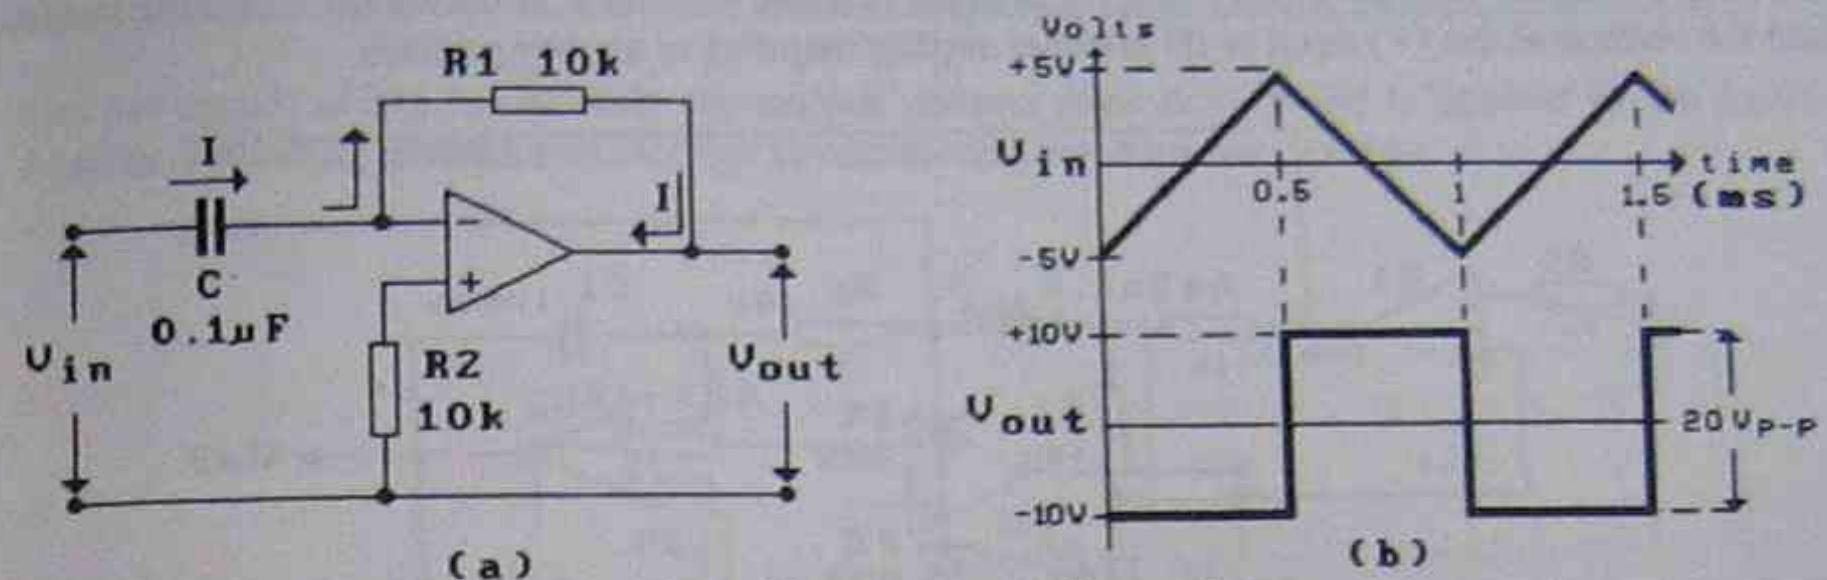 R1 10k
I
C
0.1µF
Vin
-
+
I
R2
10k
Vout
(a)
Volts
+5V
Vin
-5V
0.5
1
1.5
time
(ms)
+10V
Vout
-10V
20Vp-p
(b)